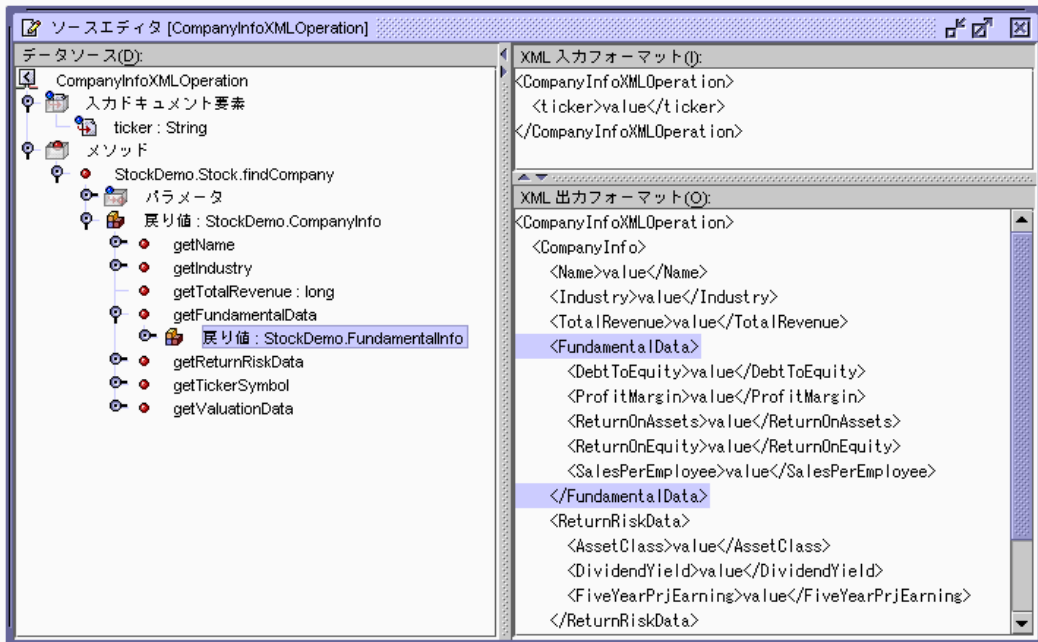 ソースエディタ [CompanyInfoXMLOperation]
データソース(D):
CompanyInfoXMLOperation
入力ドキュメント要素
ticker : String
メソッド
StockDemo.Stock.findCompany
パラメータ
戻り値 : StockDemo.CompanyInfo
getName
getIndustry
getTotalRevenue : long
getFundamentalData
戻り値 : StockDemo.FundamentalInfo
getReturnRiskData
getTickerSymbol
getValuationData
XML 入力フォーマット(I):
<CompanyInfoXMLOperation>
<ticker>value</ticker>
</CompanyInfoXMLOperation>
XML 出力フォーマット(O):
<CompanyInfoXMLOperation>
<CompanyInfo>
<Name>value</Name>
<Industry>value</Industry>
<TotalRevenue>value</TotalRevenue>
<FundamentalData>
<DebtToEquity>value</DebtToEquity>
<ProfitMargin>value</ProfitMargin>
<ReturnOnAssets>value</ReturnOnAssets>
<ReturnOnEquity>value</ReturnOnEquity>
<SalesPerEmployee>value</SalesPerEmployee>
</FundamentalData>
<ReturnRiskData>
<AssetClass>value</AssetClass>
<DividendYield>value</DividendYield>
<FiveYearPrjEarning>value</FiveYearPrjEarning>
</ReturnRiskData>